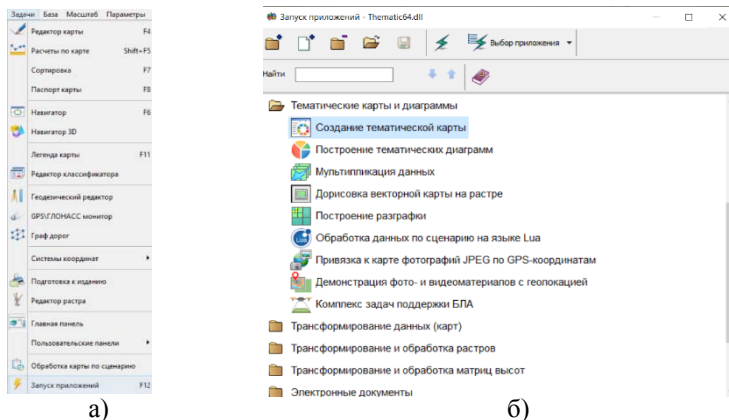 Задачи База Масштаб Параметры
Редактор карты F4
Расчеты по карте Shift+F5
Сортировка F7
Паспорт карты F8
Навигатор F6
Навигатор 3D
Легенда карты F11
Редактор классификатора
Геодезический редактор
GPS\ГЛОНАСС монитор
Граф дорог
Системы координат
Подготовка к изданию
Редактор растра
Главная панель
Пользовательские панели
Обработка карты по сценарию
Запуск приложений F12
а)
Запуск приложений - Thematic64.dll
Выбор приложения
Найти
Тематические карты и диаграммы
Создание тематической карты
Построение тематических диаграмм
Мультипликация данных
Дорисовка векторной карты на растре
Построение разграфки
Lua Обработка данных по сценарию на языке Lua
Привязка к карте фотографий JPEG по GPS-координатам
Демонстрация фото- и видеоматериалов с геолокацией
Комплекс задач поддержки БЛА
Трансформирование данных (карт)
Трансформирование и обработка растров
Трансформирование и обработка матриц высот
Электронные документы
б)